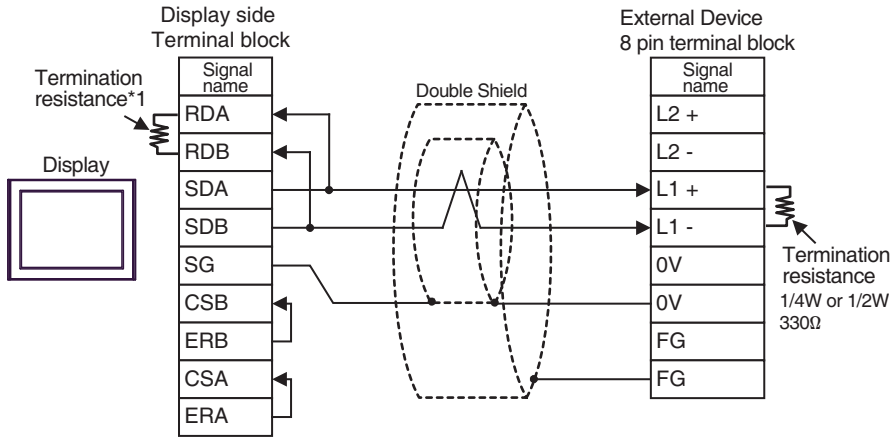 Display side
Terminal block
External Device
8 pin terminal block
Termination
resistance*1
Display
Signal
name
RDA
RDB
SDA
SDB
SG
CSB
ERB
CSA
ERA
Double Shield
Signal
name
L2 +
L2 -
L1 +
L1 -
0V
0V
FG
FG
Termination
resistance
1/4W or 1/2W
330Ω